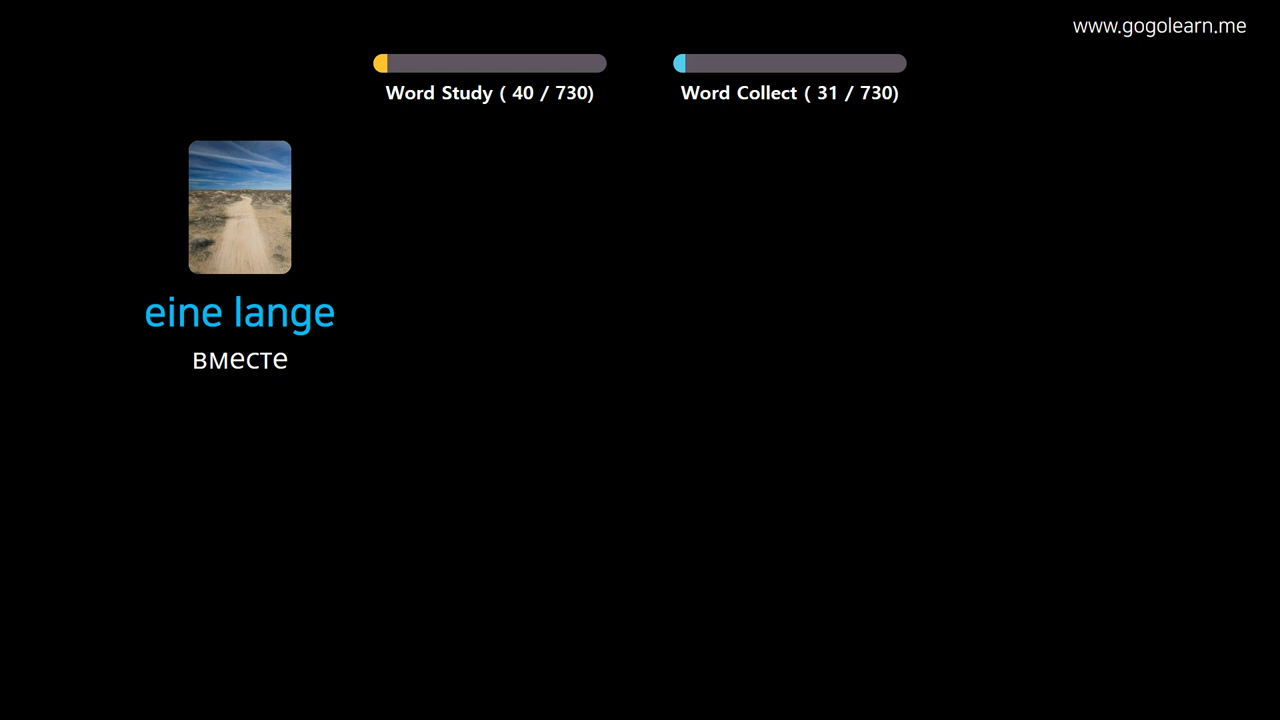 www.gogolearn.me
Word Study ( 40 / 730)
Word Collect ( 31 / 730)
eine lange
вместе